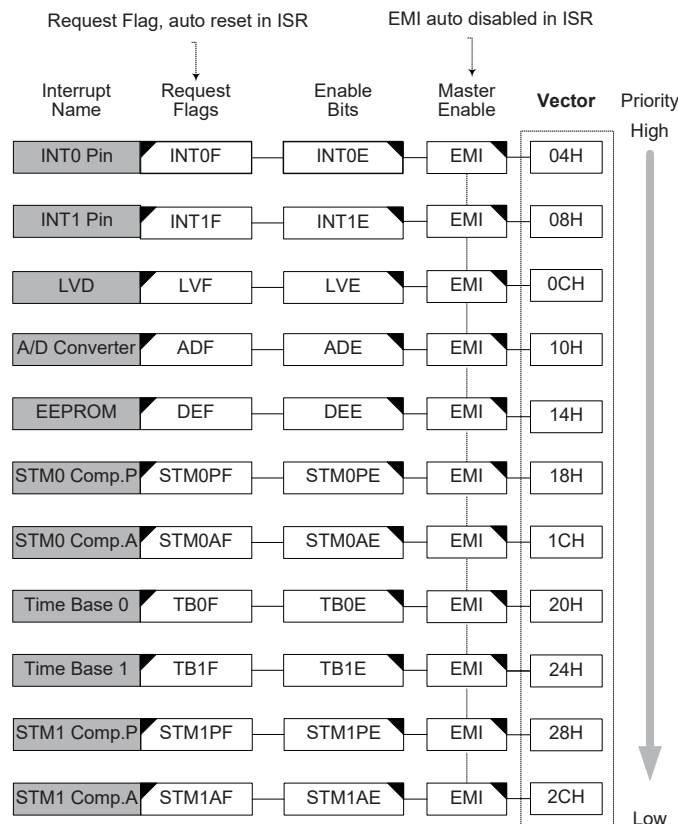 Request Flag, auto reset in ISR EMI auto disabled in ISR
Interrupt Name Request Flags Enable Bits Master Enable Vector Priority
High
INT0 Pin INT0F INT0E EMI 04H
INT1 Pin INT1F INT1E EMI 08H
LVD LVF LVE EMI 0CH
A/D Converter ADF ADE EMI 10H
EEPROM DEF DEE EMI 14H
STM0 Comp.P STM0PF STM0PE EMI 18H
STM0 Comp.A STM0AF STM0AE EMI 1CH
Time Base 0 TB0F TB0E EMI 20H
Time Base 1 TB1F TB1E EMI 24H
STM1 Comp.P STM1PF STM1PE EMI 28H
STM1 Comp.A STM1AF STM1AE EMI 2CH
Low